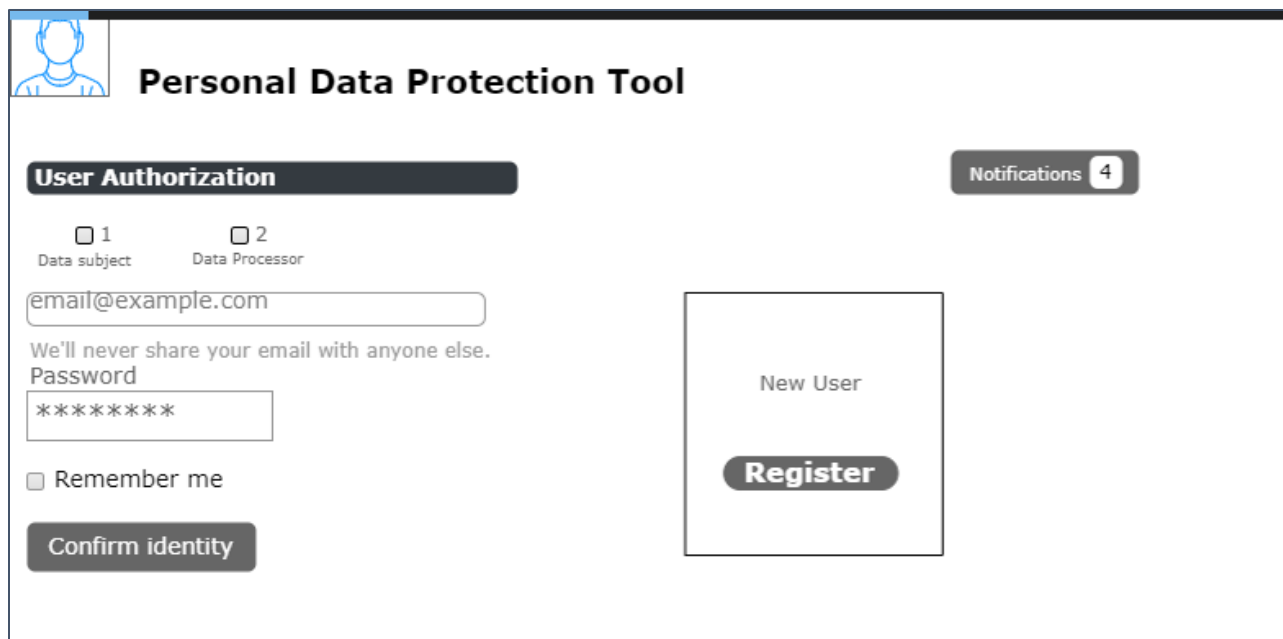 Personal Data Protection Tool
User Authorization
Notifications 4
1 2
Data subject Data Processor
email@example.com
We'll never share your email with anyone else.
Password
********
New User
Remember me
Register
Confirm identity